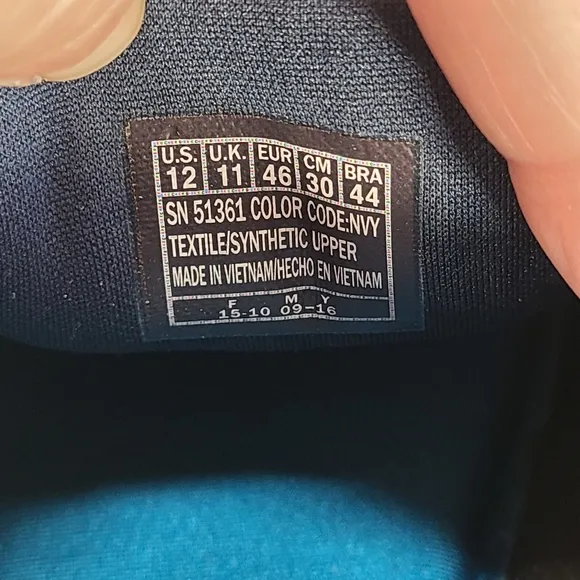 U.S. U.K. EUR CM BRA
12 11 46 30 44
SN 51361 COLOR CODE:NVY
TEXTILE/SYNTHETIC UPPER
MADE IN VIETNAM/HECHO EN VIETNAM
F M Y
15-10 09-16